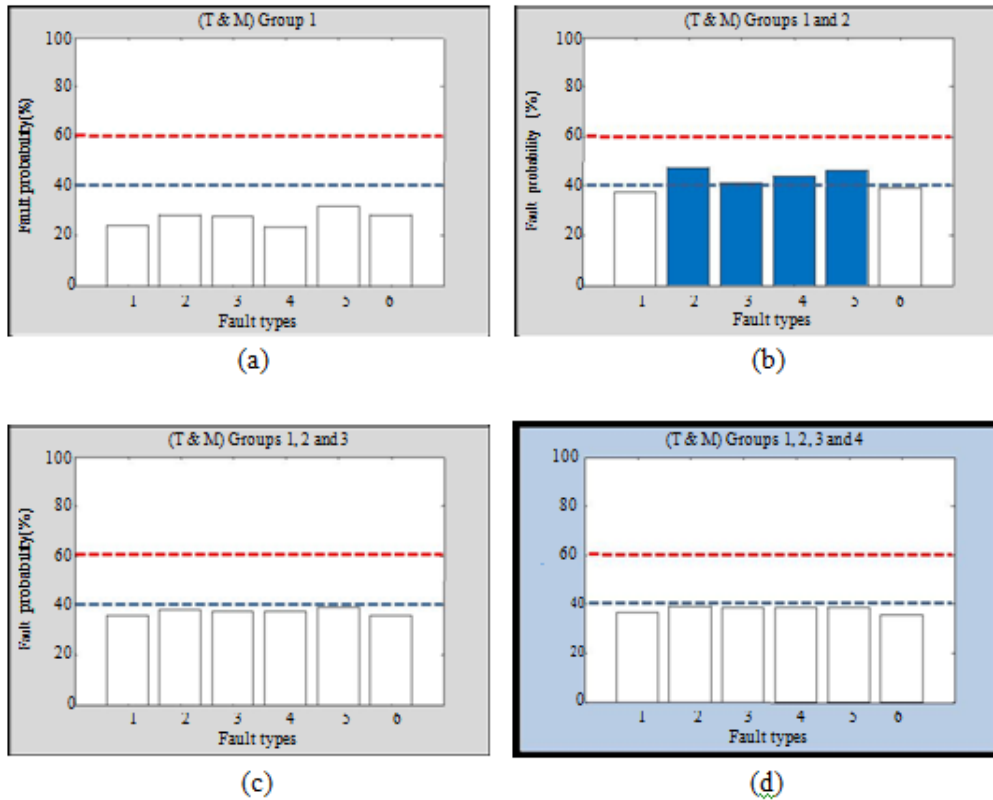 (T & M) Group 1
100
80
60
40
20
0
Fault probability(%)
1 2 3 4 5 6
Fault types
(a)
(T & M) Groups 1 and 2
100
80
60
40
20
0
Fault probability (%)
1 2 3 4 5 6
Fault types
(b)
(T & M) Groups 1, 2 and 3
100
80
60
40
20
0
Fault probability(%)
1 2 3 4 5 6
Fault types
(c)
(T & M) Groups 1, 2, 3 and 4
100
80
60
40
20
0
1 2 3 4 5 6
Fault types
(d)